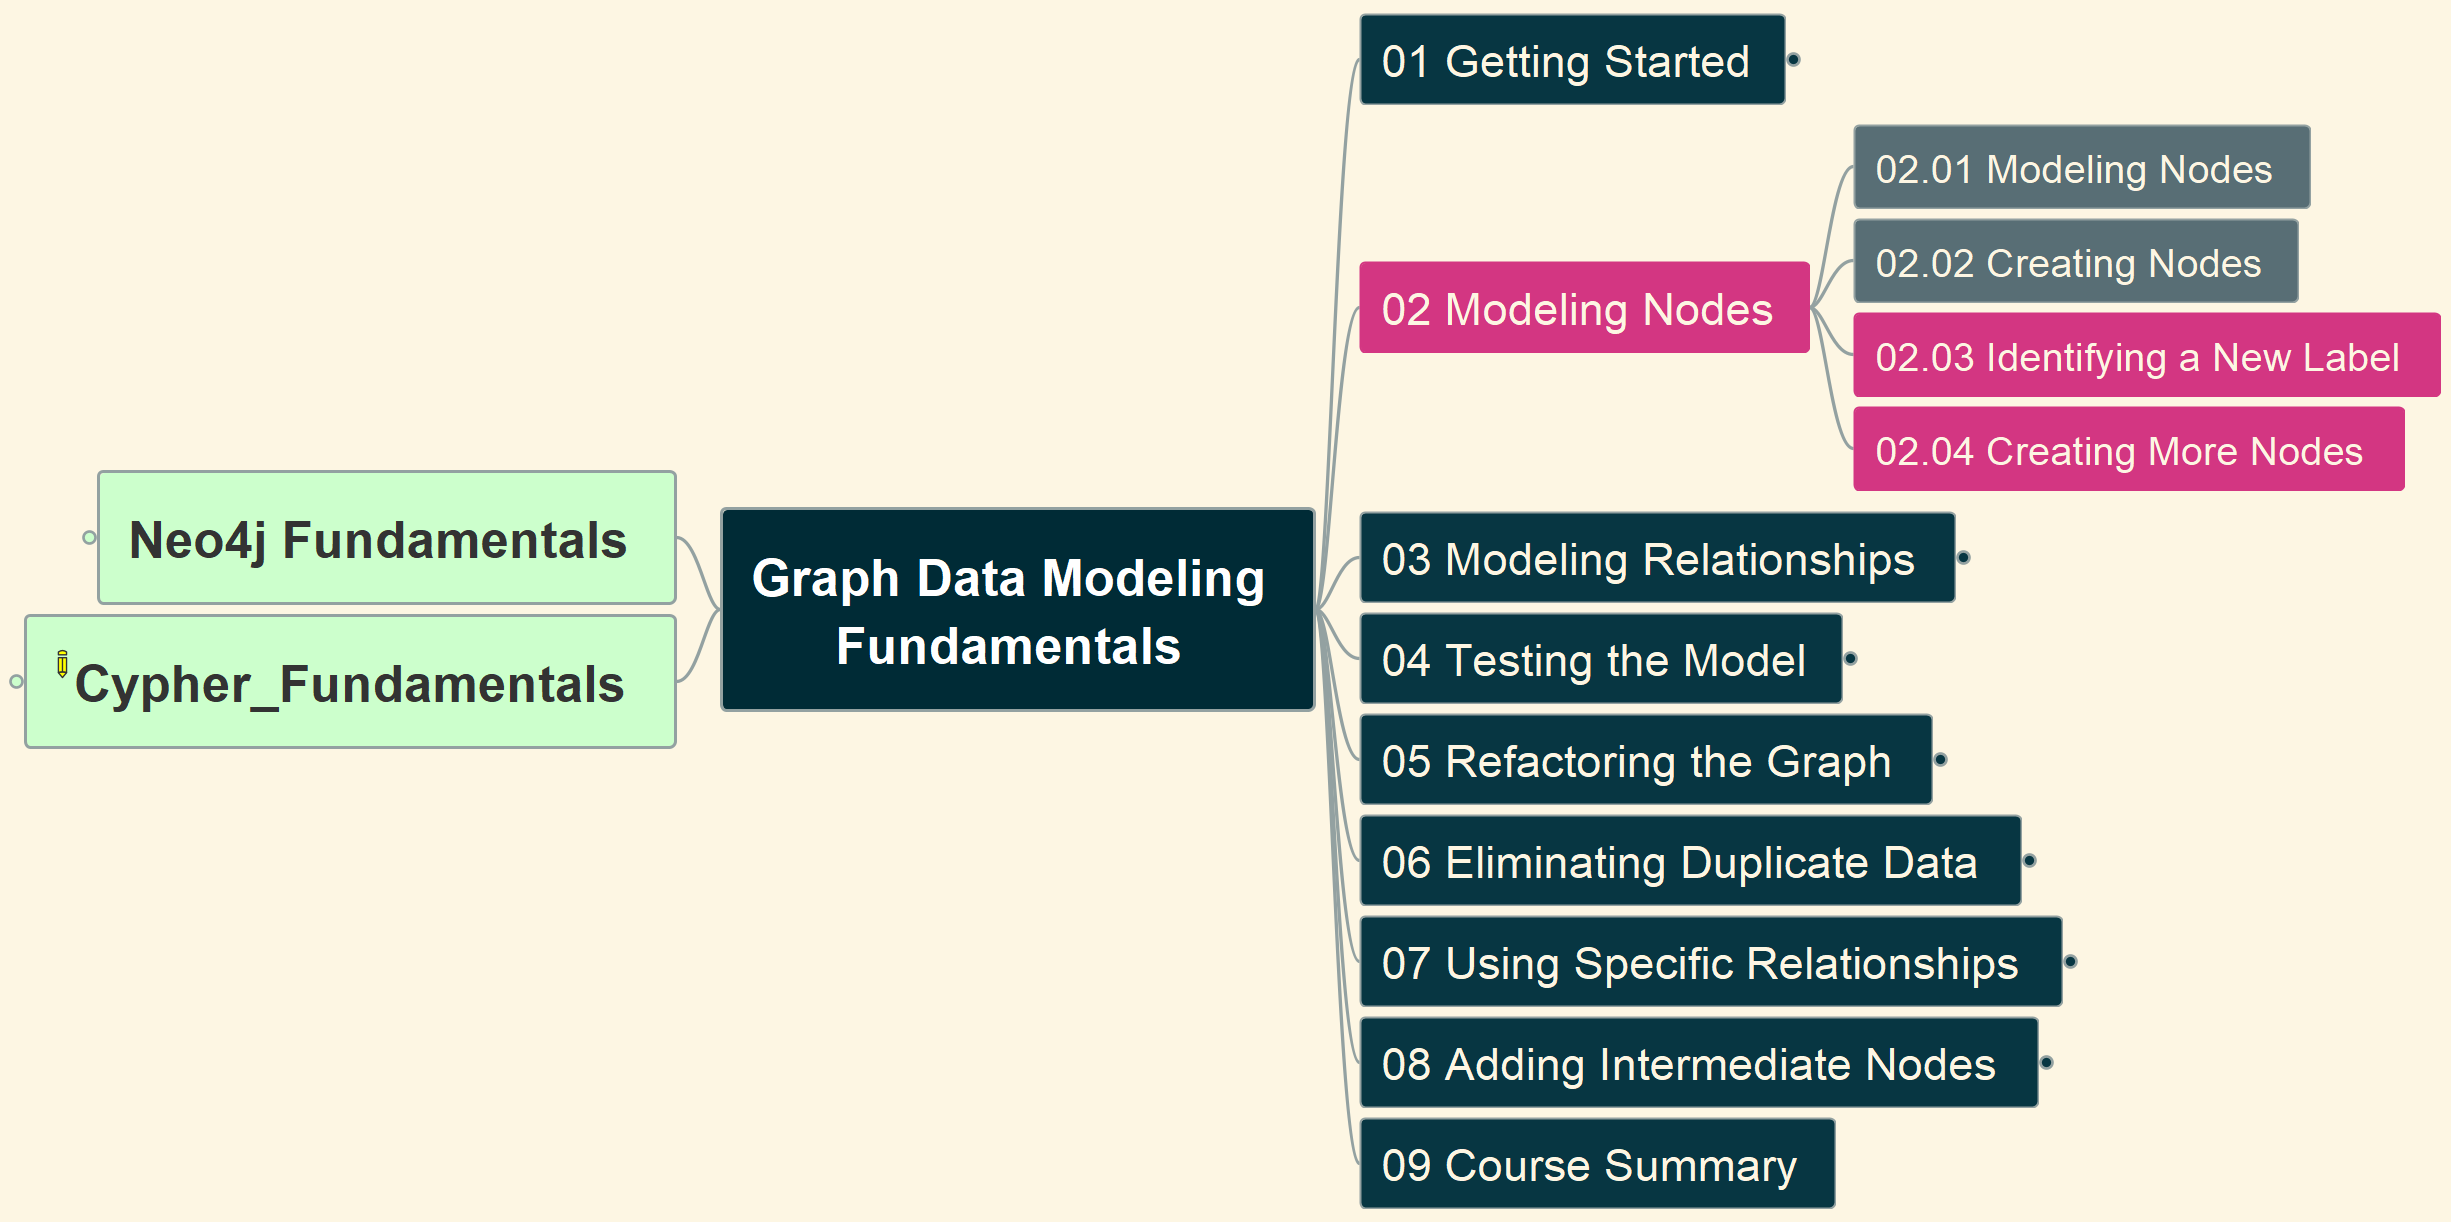 Neo4j Fundamentals
Cypher_Fundamentals
Graph Data Modeling
Fundamentals
01 Getting Started
02 Modeling Nodes
02.01 Modeling Nodes
02.02 Creating Nodes
02.03 Identifying a New Label
02.04 Creating More Nodes
03 Modeling Relationships
04 Testing the Model
05 Refactoring the Graph
06 Eliminating Duplicate Data
07 Using Specific Relationships
08 Adding Intermediate Nodes
09 Course Summary